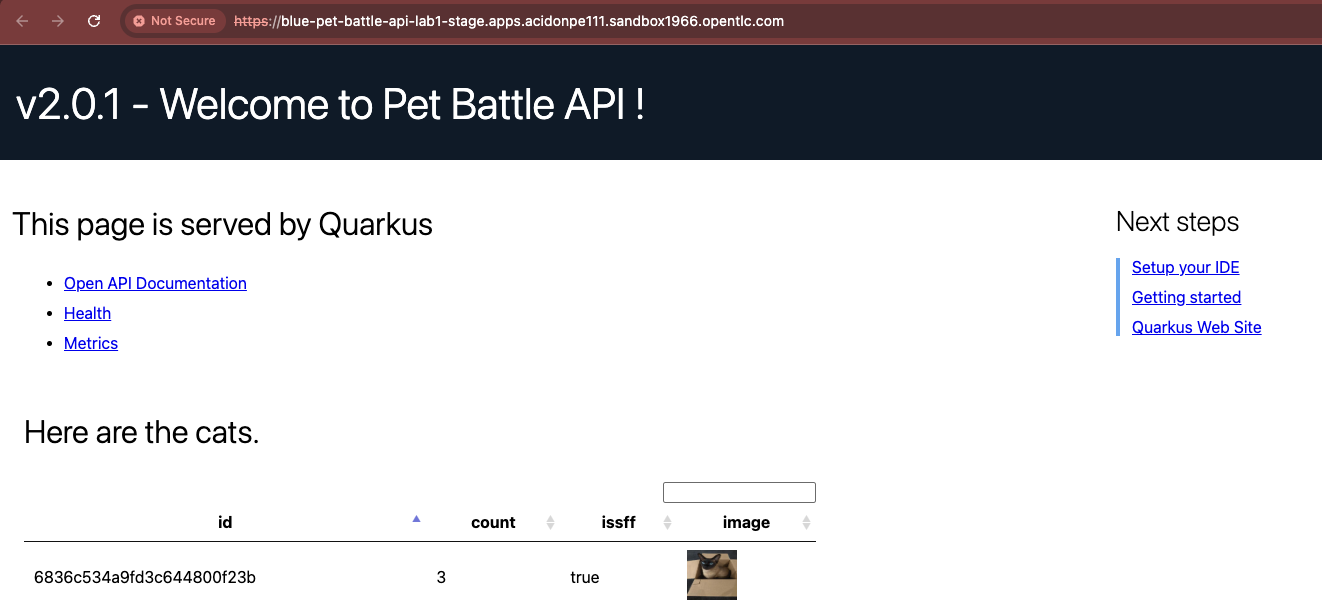 Not Secure https://blue-pet-battle-api-lab1-stage.apps.acidonpe111.sandbox1966.opentlc.com
v2.0.1 - Welcome to Pet Battle API !
This page is served by Quarkus
Open API Documentation
Health
Metrics
Next steps
Setup your IDE
Getting started
Quarkus Web Site
Here are the cats.
id count issff image
6836c534a9fd3c644800f23b 3 true